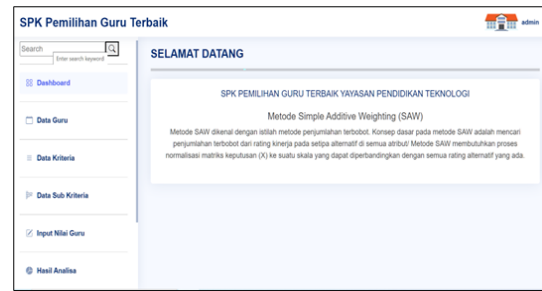 SPK Pemilihan Guru Terbaik
admin
Search
Enter search keyword
Dashboard
Data Guru
Data Kriteria
Data Sub Kriteria
Input Nilai Guru
Hasil Analisa
SELAMAT DATANG
SPK PEMILIHAN GURU TERBAIK YAYASAN PENDIDIKAN TEKNOLOGI
Metode Simple Additive Weighting (SAW)
Metode SAW dikenal dengan istilah metode penjumlahan terbobot. Konsep dasar pada metode SAW adalah mencari
penjumlahan terbobot dari rating kinerja pada setipa alternatif di semua atribut/ Metode SAW membutuhkan proses
normalisasi matriks keputusan (X) ke suatu skala yang dapat diperbandingkan dengan semua rating alternatif yang ada.